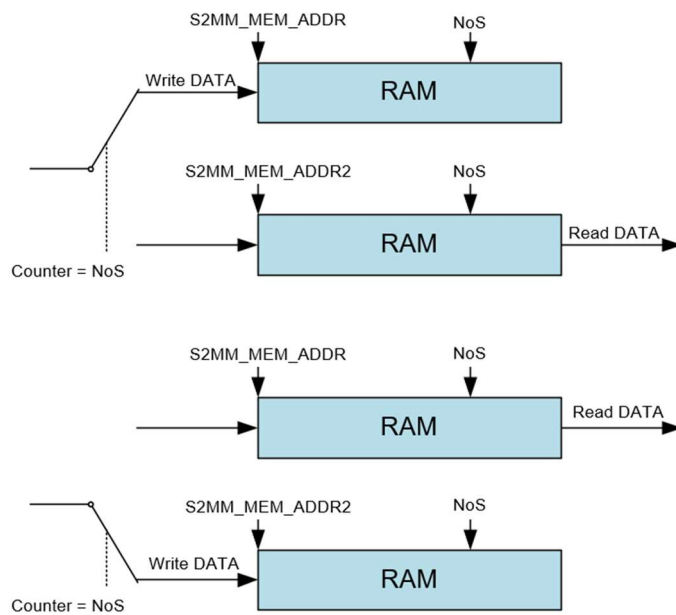 S2MM_MEM_ADDR NoS
Write DATA
RAM
S2MM_MEM_ADDR2 NoS
RAM
Read DATA
Counter = NoS
S2MM_MEM_ADDR NoS
RAM
Read DATA
S2MM_MEM_ADDR2 NoS
Write DATA
RAM
Counter = NoS